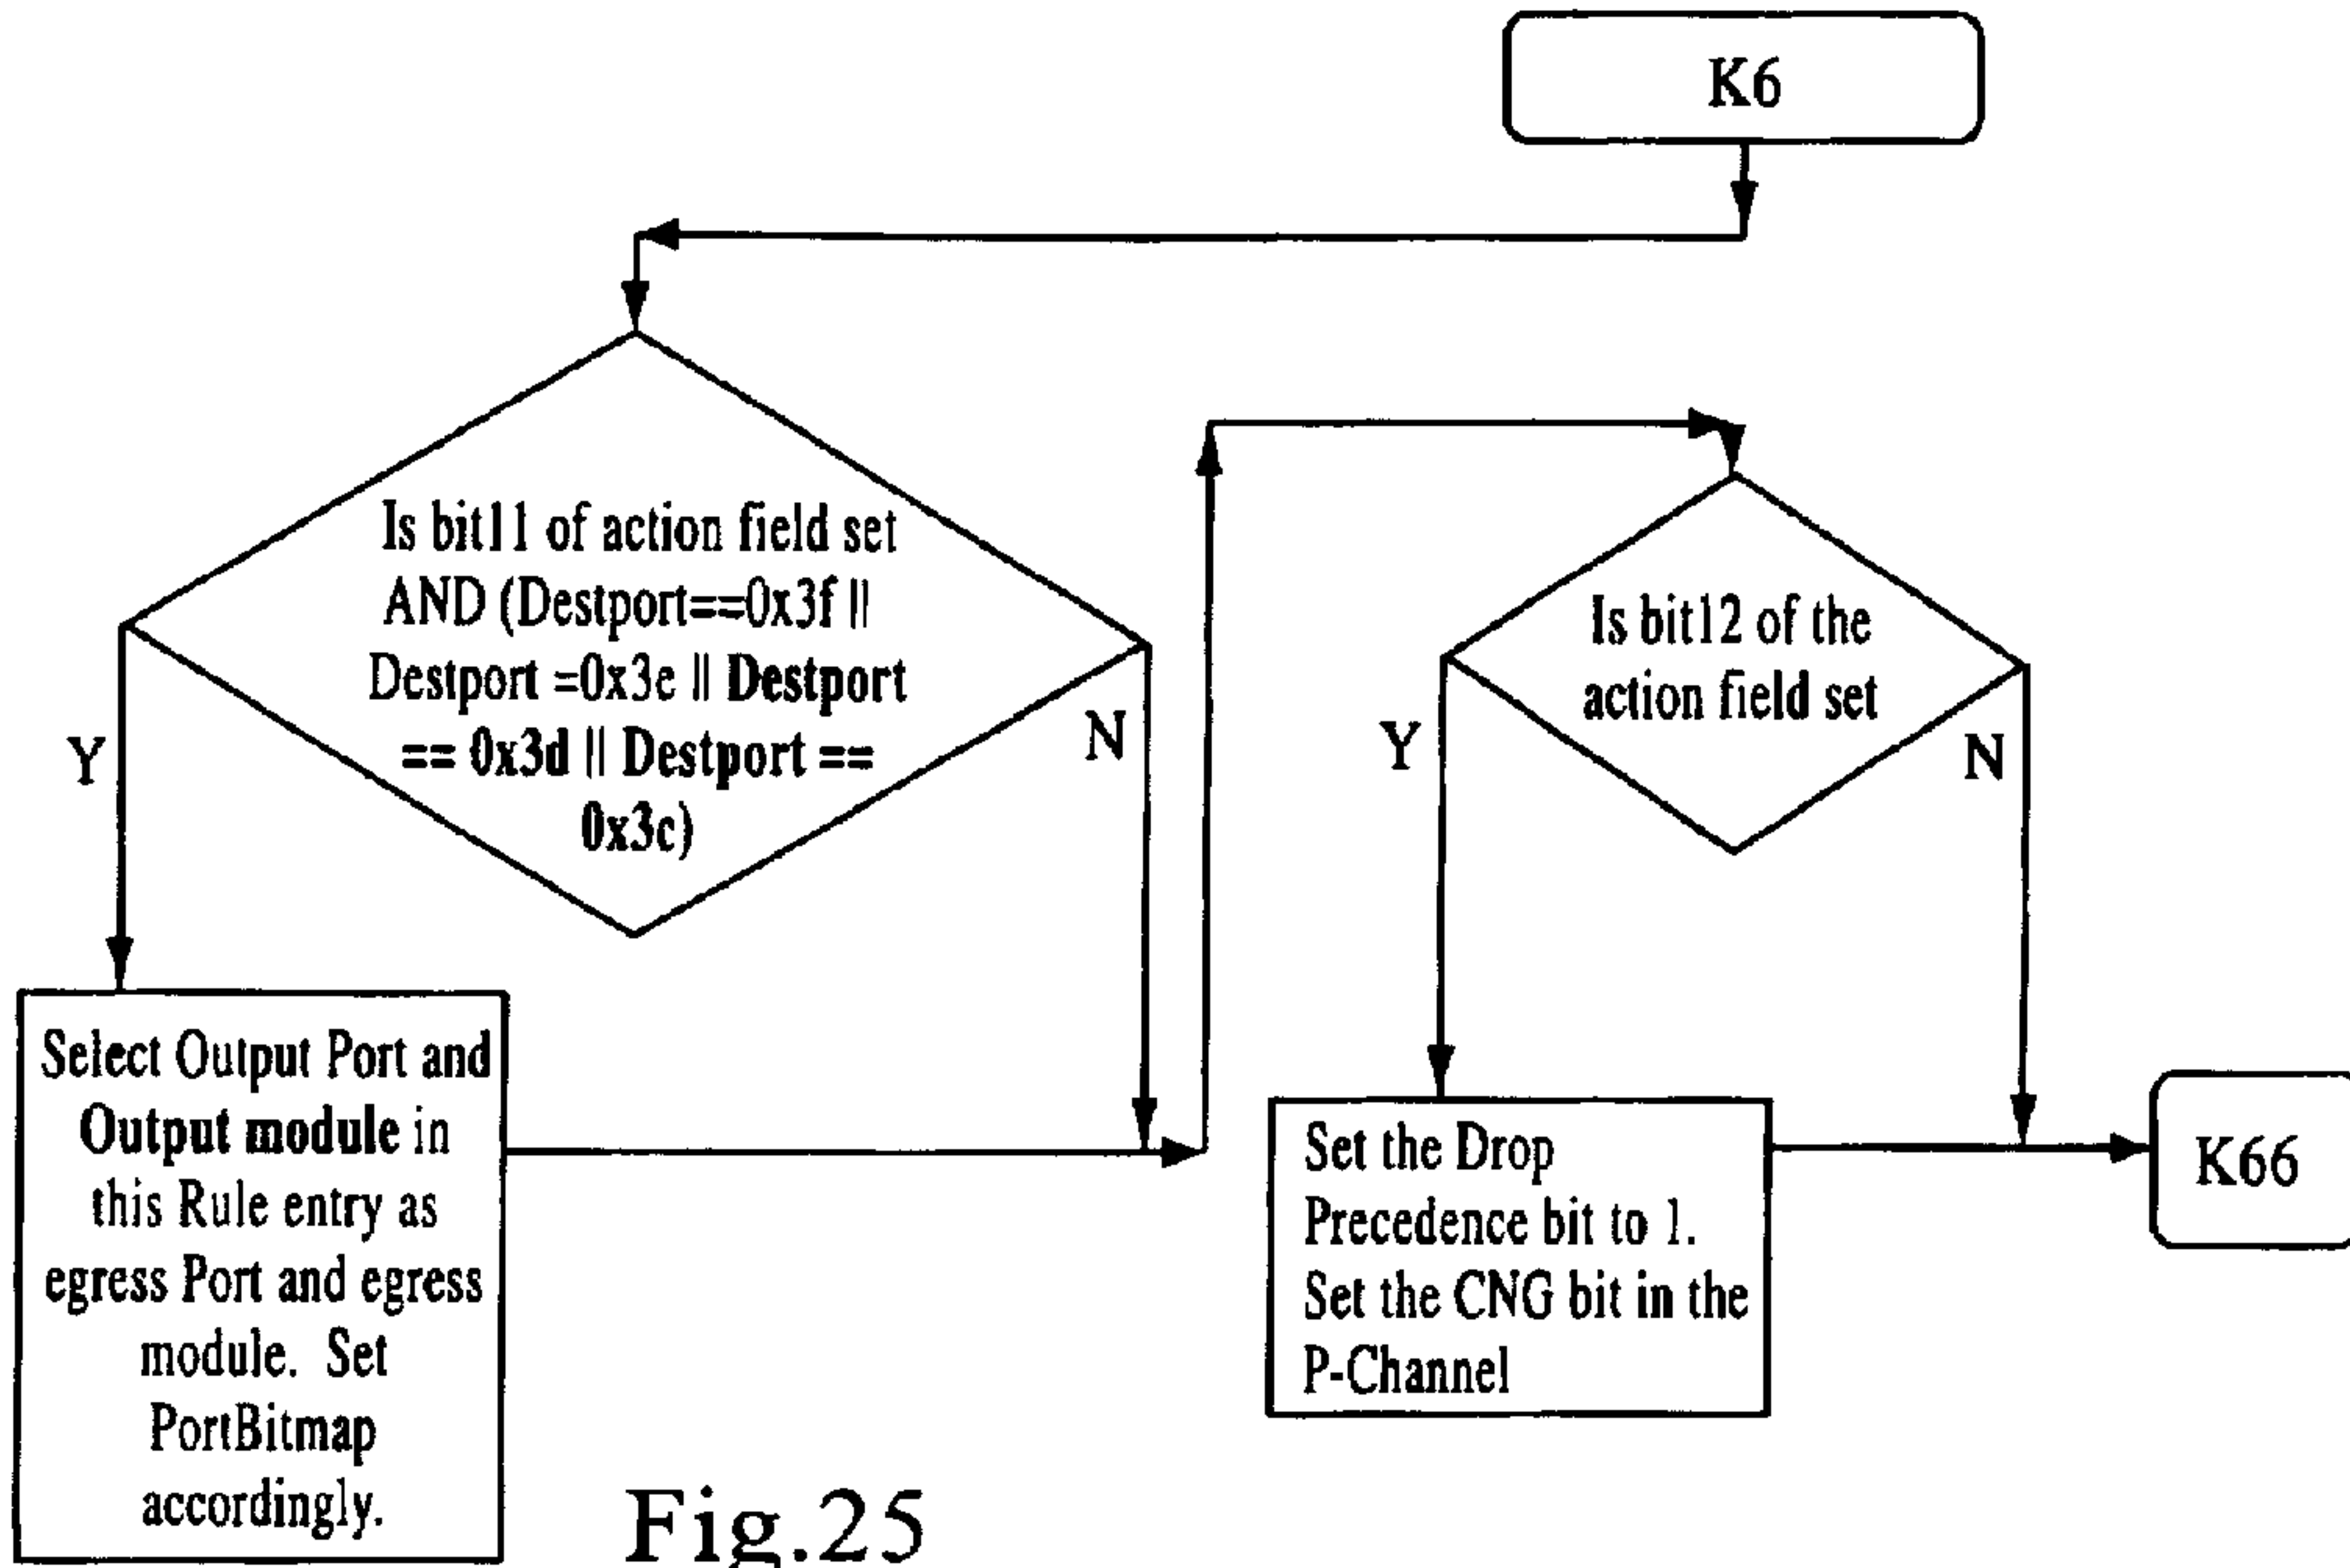 K6
Is bit11 of action field set
AND (Destport==0x3f ||
Destport =0x3e || Destport
== 0x3d || Destport ==
0x3c)
Y
N
Is bit12 of the
action field set
Y
N
Select Output Port and
Output module in
this Rule entry as
egress Port and egress
module. Set
PortBitmap
accordingly.
Set the Drop
Precedence bit to 1.
Set the CNG bit in the
P-Channel
K66
Fig.25